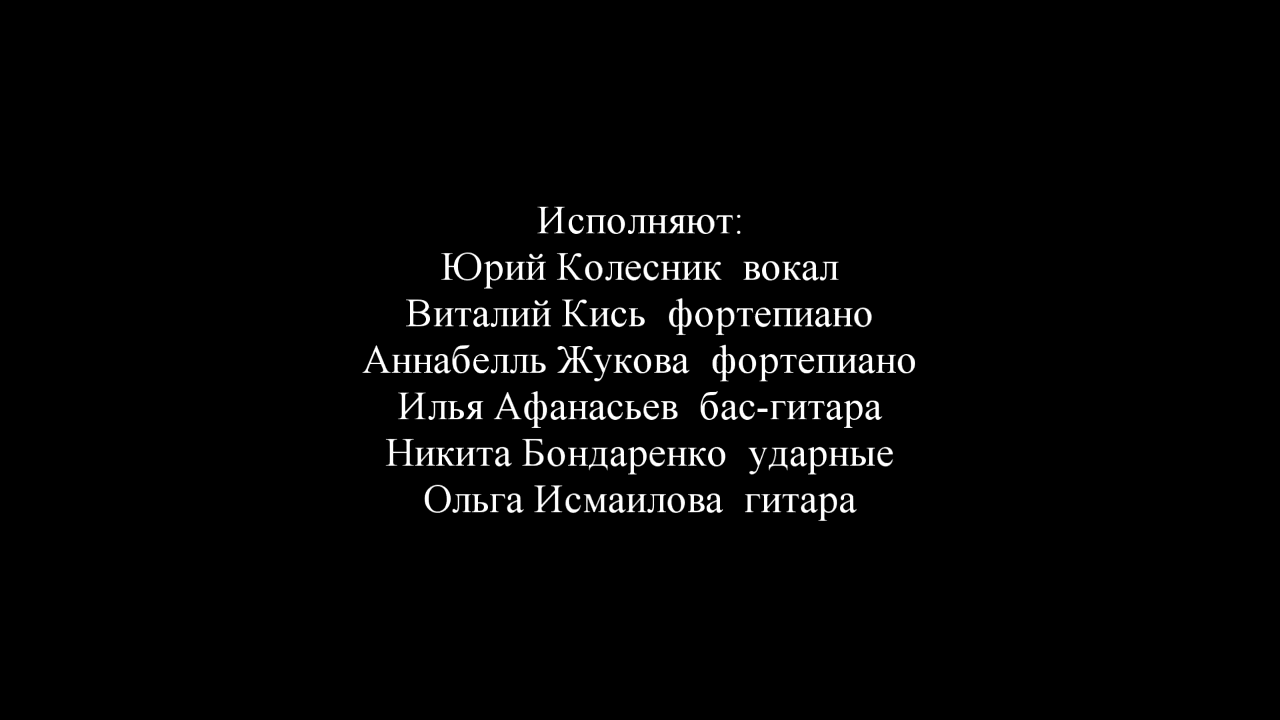 Исполняют:
Юрий Колесник  вокал
Виталий Кись  фортепиано
Аннабелль Жукова  фортепиано
Илья Афанасьев  бас-гитара
Никита Бондаренко  ударные
Ольга Исмаилова  гитара